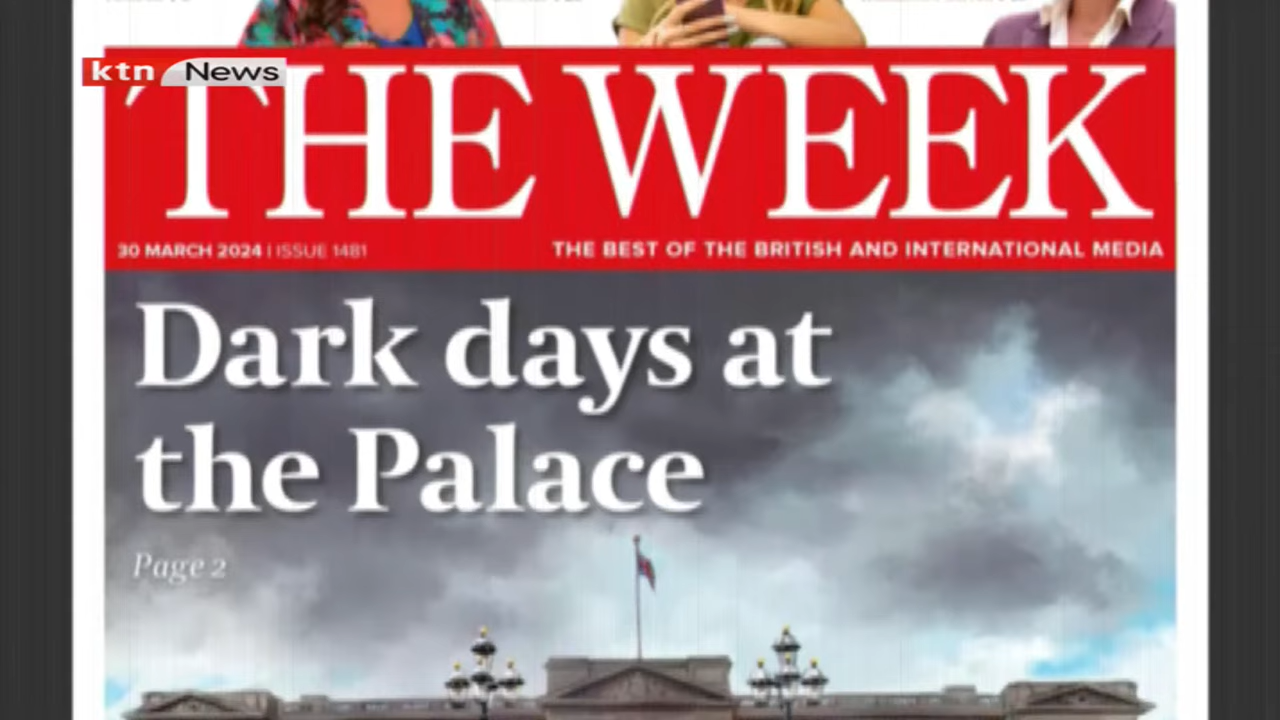 ktn News
THE WEEK
30 MARCH 2024 | ISSUE 1481
THE BEST OF THE BRITISH AND INTERNATIONAL MEDIA
Dark days at
the Palace
Page 2